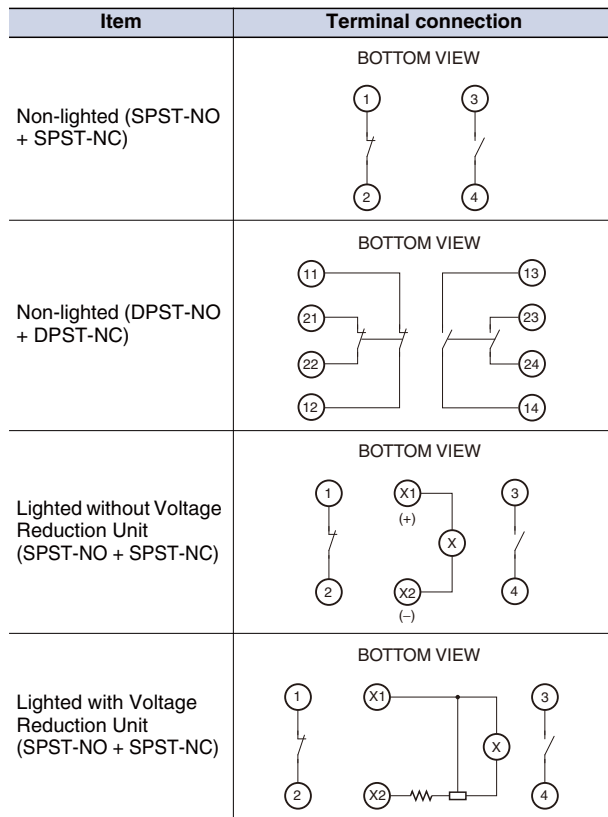 Item Terminal connection
BOTTOM VIEW
1 3
Non-lighted (SPST-NO
+ SPST-NC)
2 4
BOTTOM VIEW
11 13
21 23
Non-lighted (DPST-NO
+ DPST-NC)
22 24
12 14
BOTTOM VIEW
1 X1 3
(+)
Lighted without Voltage
Reduction Unit
(SPST-NO + SPST-NC)
X
2 X2 4
(−)
BOTTOM VIEW
1 X1 3
Lighted with Voltage
Reduction Unit
(SPST-NO + SPST-NC)
X
2 X2 4